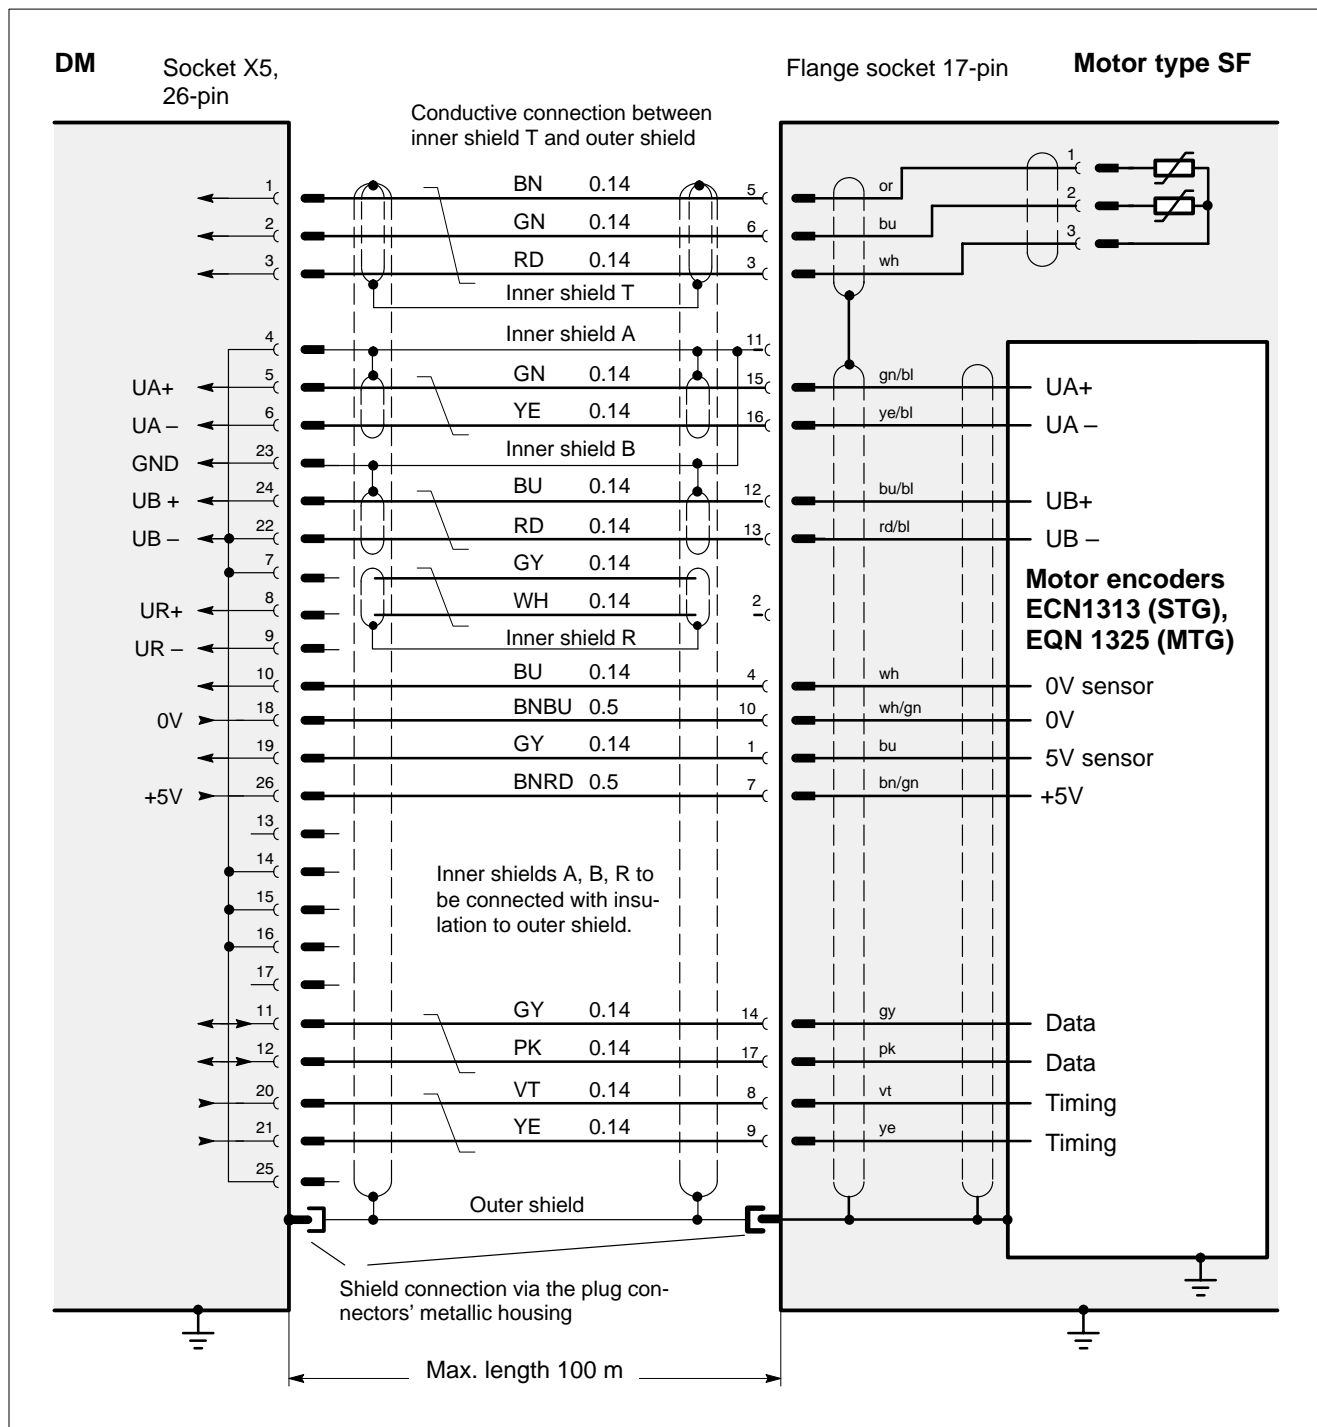 DM
Socket X5,
26-pin
Flange socket 17-pin
Motor type SF
Conductive connection between
inner shield T and outer shield
1 BN 0.14 5 or 1
2 GN 0.14 6 bu 2
3 RD 0.14 3 wh 3
Inner shield T
4 Inner shield A 11
UA+ 5 GN 0.14 15 gn/bl UA+
UA – 6 YE 0.14 16 ye/bl UA –
GND 23 Inner shield B
UB + 24 BU 0.14 12 bu/bl UB+
UB – 22 RD 0.14 13 rd/bl UB –
7 GY 0.14
UR+ 8 WH 0.14 2
UR – 9 Inner shield R
Motor encoders
ECN1313 (STG),
EQN 1325 (MTG)
10 BU 0.14 4 wh 0V sensor
0V 18 BNBU 0.5 10 wh/gn 0V
19 GY 0.14 1 bu 5V sensor
+5V 26 BNRD 0.5 7 bn/gn +5V
13
14
15
16
17
Inner shields A, B, R to
be connected with insu-
lation to outer shield.
11 GY 0.14 14 gy Data
12 PK 0.14 17 pk Data
20 VT 0.14 8 vt Timing
21 YE 0.14 9 ye Timing
25
Outer shield
Shield connection via the plug con-
nectors’ metallic housing
Max. length 100 m